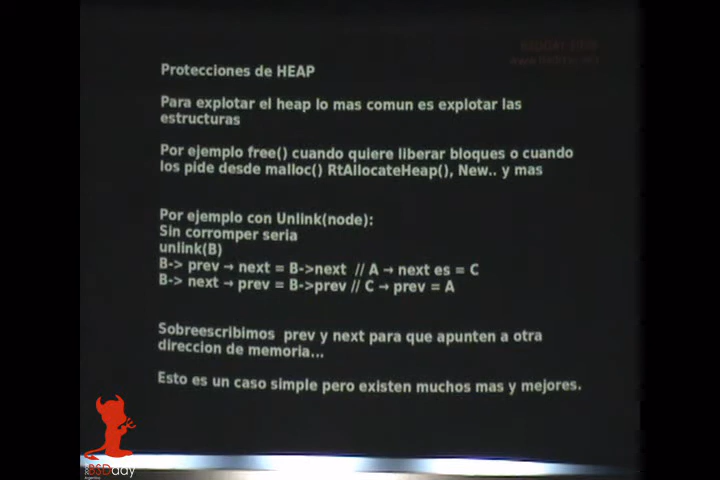 Protecciones de HEAP
Para explotar el heap lo mas comun es explotar las
estructuras
Por ejemplo free() cuando quiere liberar bloques o cuando
los pide desde malloc() RtAllocateHeap(), New.. y mas
Por ejemplo con Unlink(node):
Sin corromper seria
unlink(B)
B-> prev → next = B->next // A → next es = C
B-> next → prev = B->prev // C → prev = A
Sobreescribimos prev y next para que apunten a otra
direccion de memoria...
Esto es un caso simple pero existen muchos mas y mejores.
BSDday
Argentina